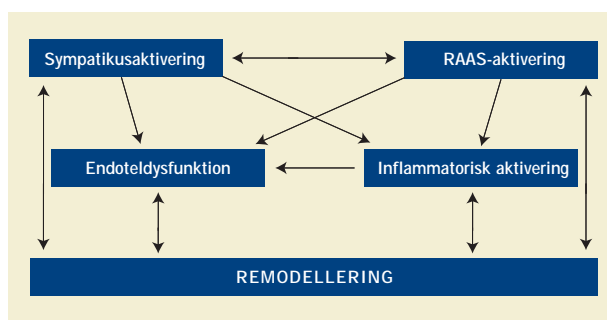 Sympatikusaktivering
RAAS-aktivering
Endoteldysfunktion
Inflammatorisk aktivering
REMODELLERING